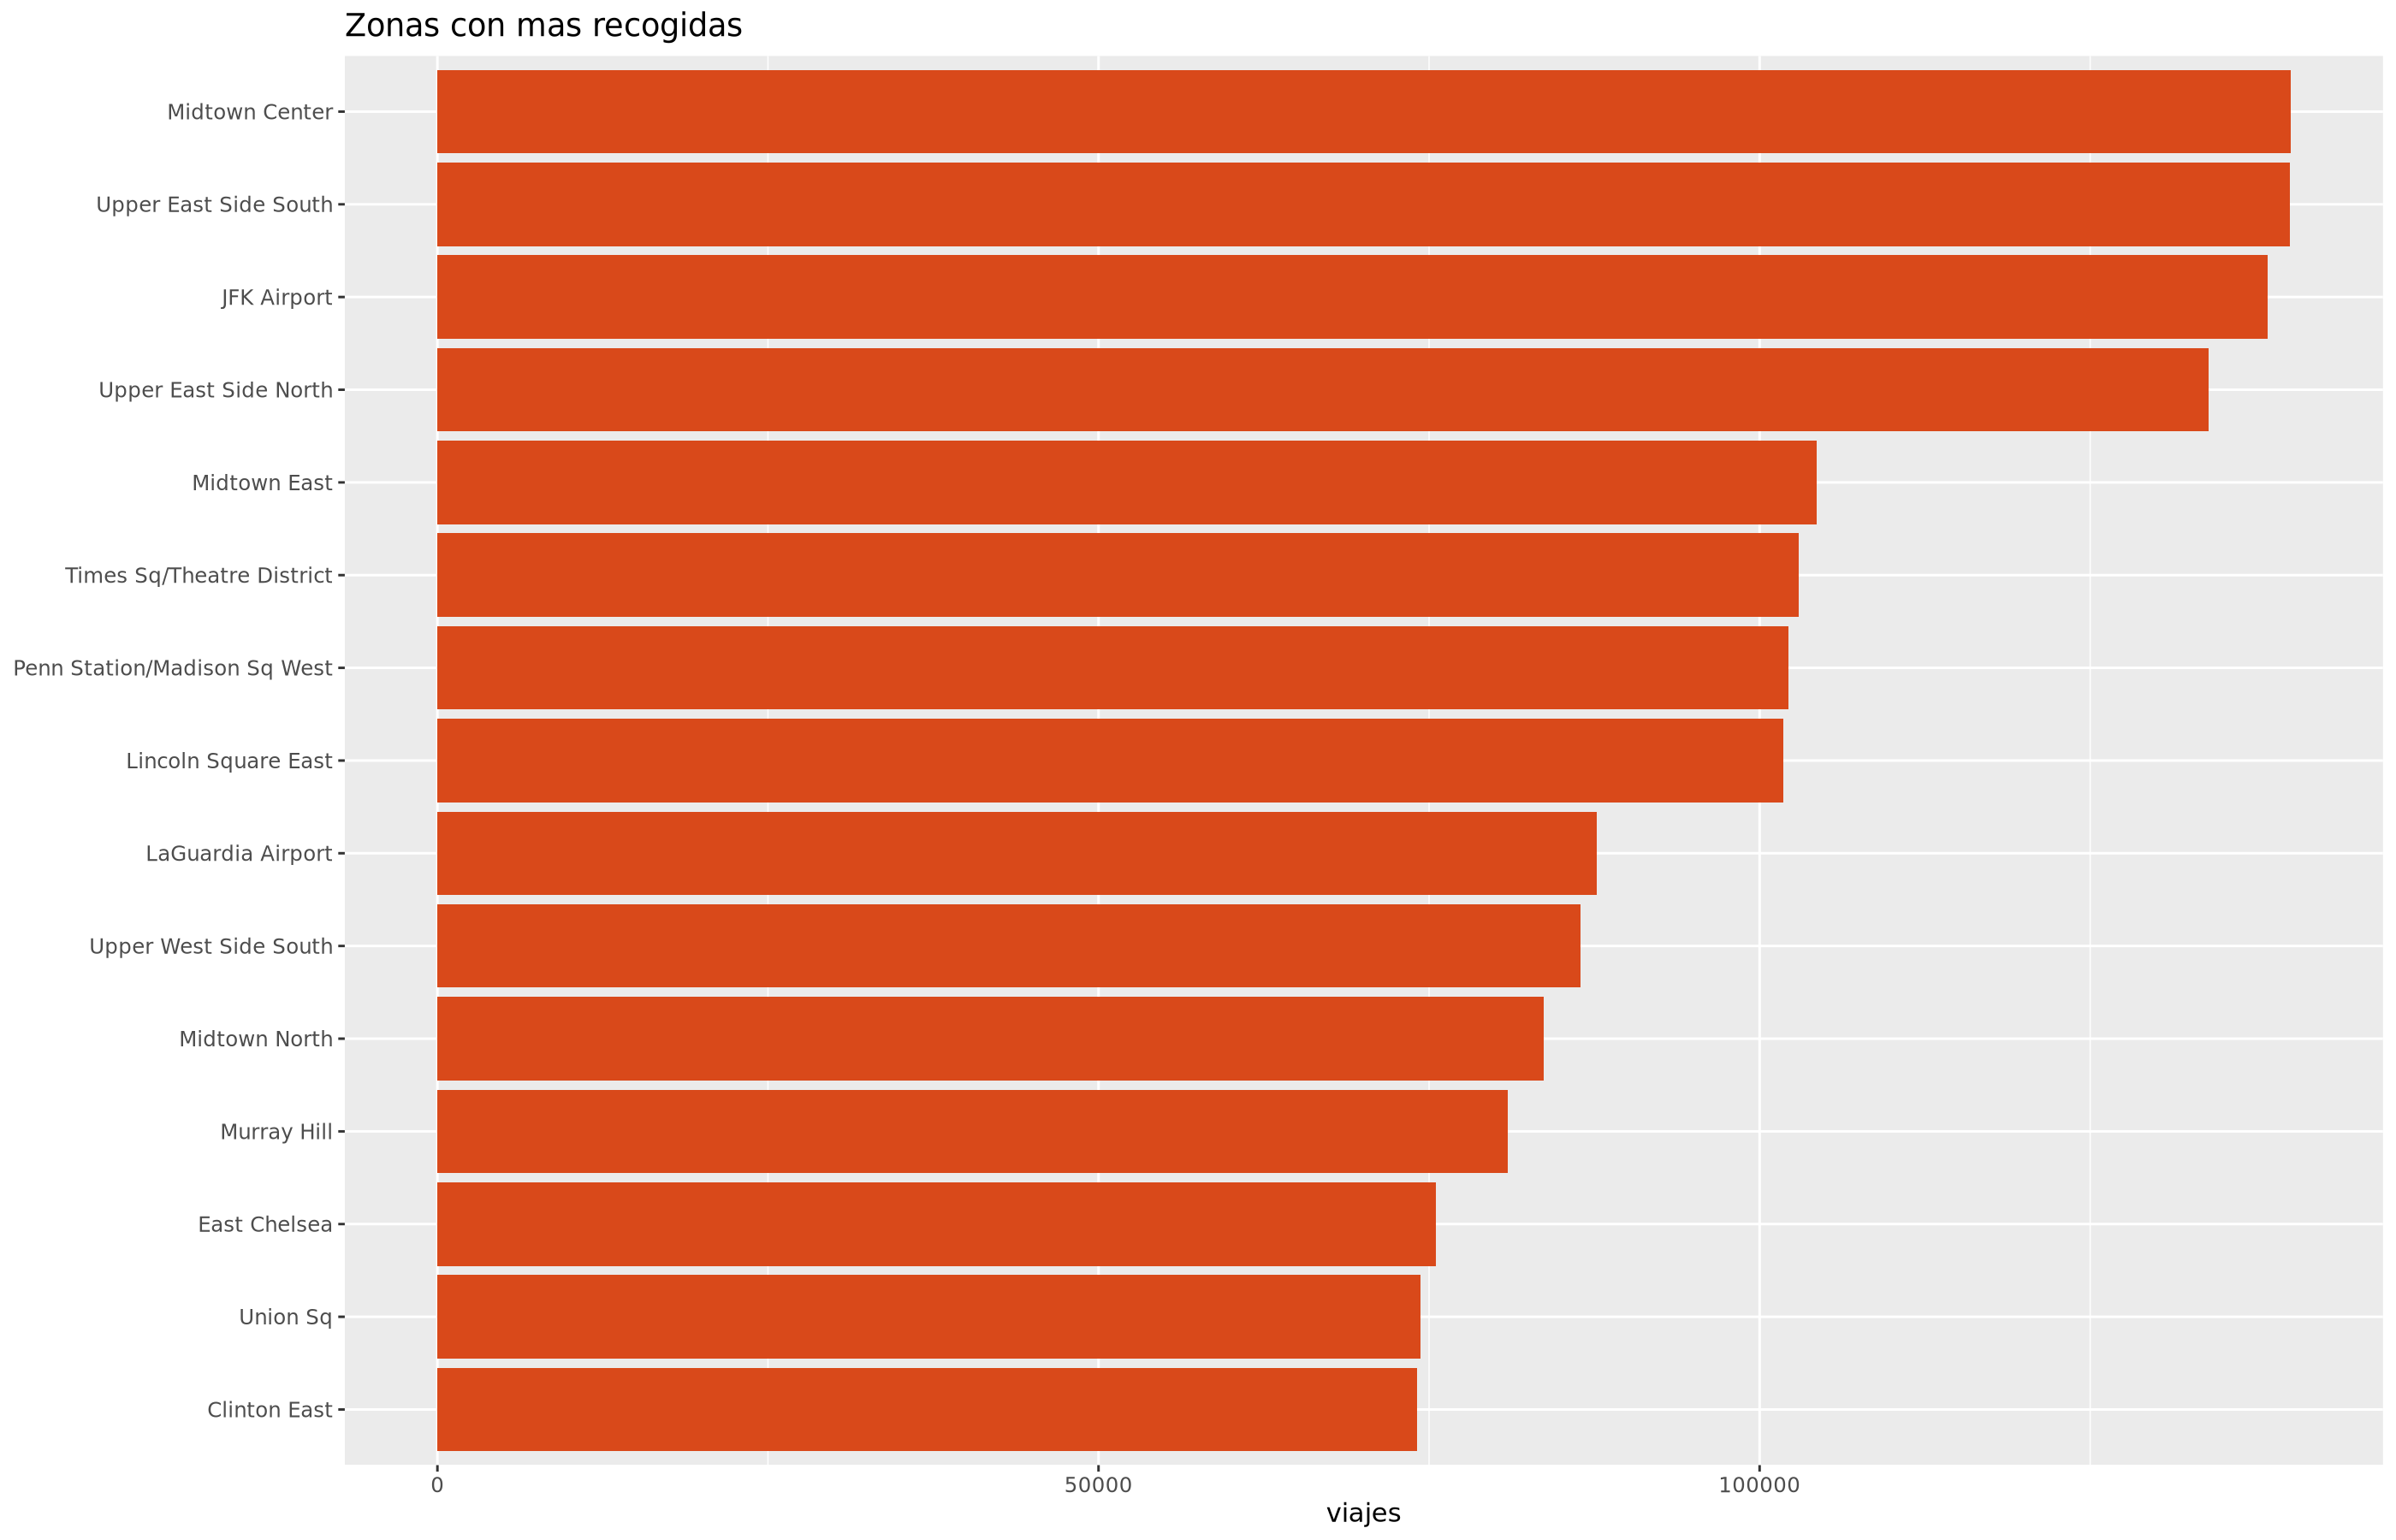 Zonas con mas recogidas
Midtown Center
Upper East Side South
JFK Airport
Upper East Side North
Midtown East
Times Sq/Theatre District
Penn Station/Madison Sq West
Lincoln Square East
LaGuardia Airport
Upper West Side South
Midtown North
Murray Hill
East Chelsea
Union Sq
Clinton East
0 50000 100000
viajes